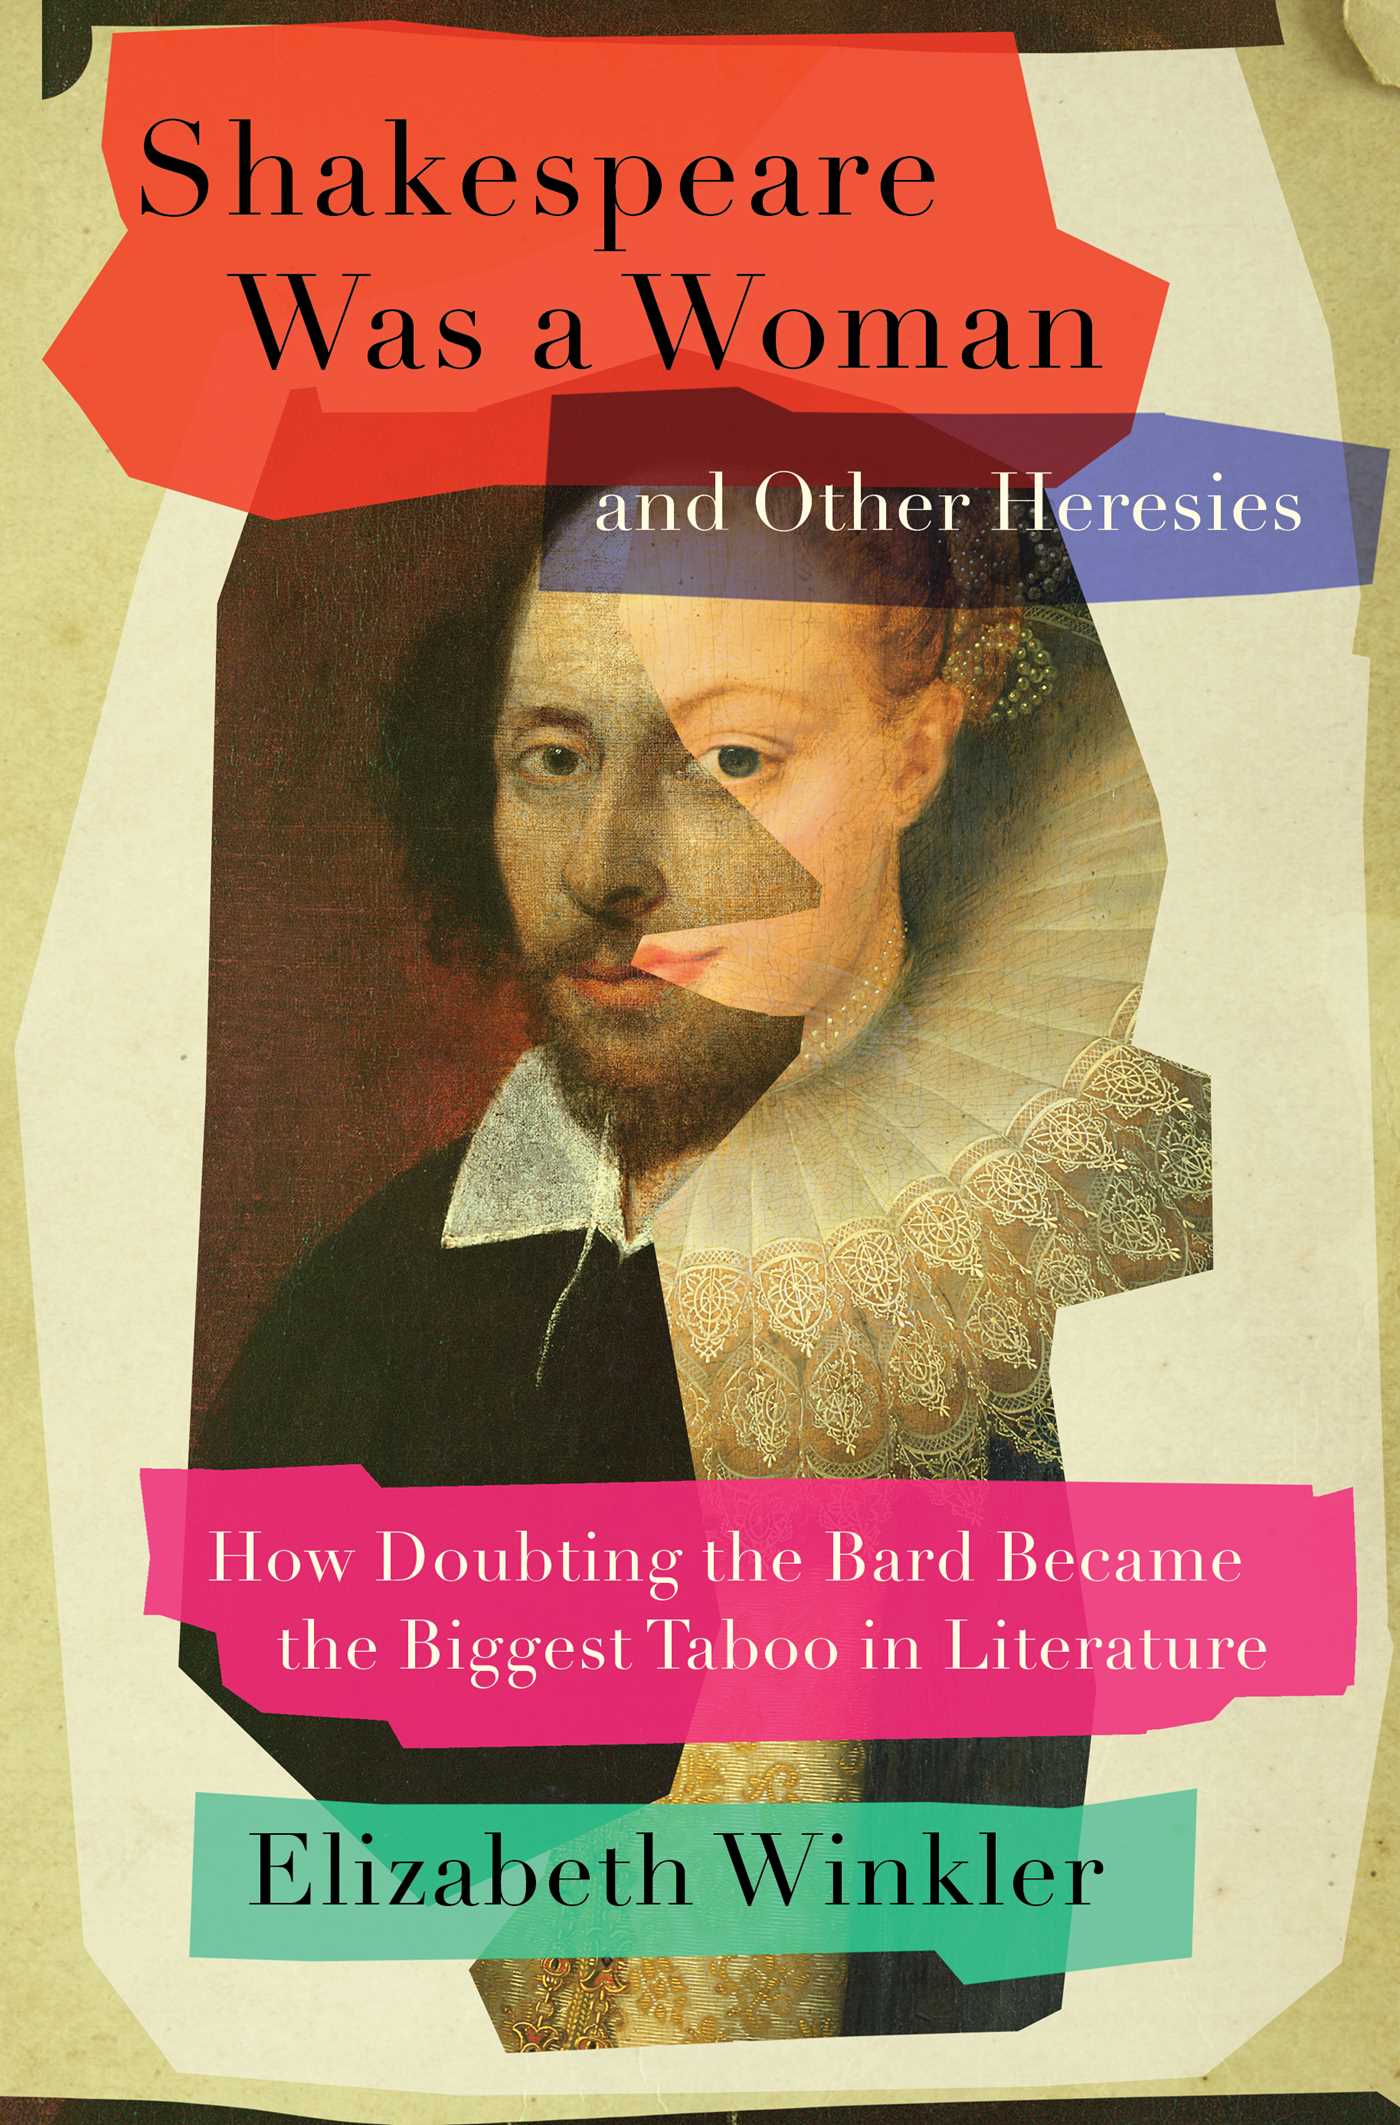 Shakespeare
Was a Woman
and Other Heresies
How Doubting the Bard Became
the Biggest Taboo in Literature
Elizabeth Winkler